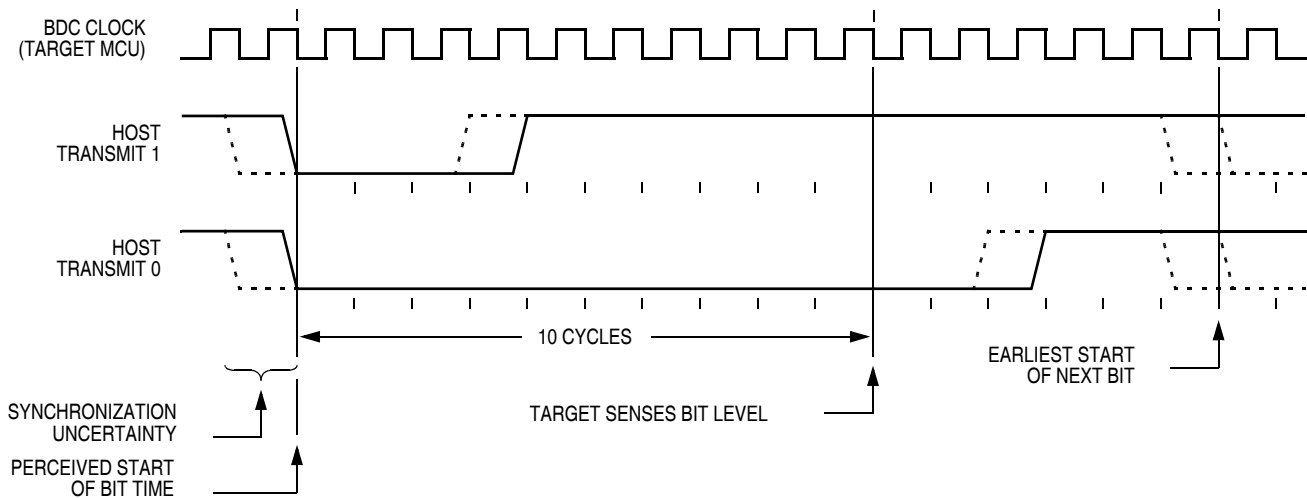 BDC CLOCK
(TARGET MCU)
HOST
TRANSMIT 1
HOST
TRANSMIT 0
10 CYCLES
EARLIEST START
OF NEXT BIT
SYNCHRONIZATION
UNCERTAINTY
TARGET SENSES BIT LEVEL
PERCEIVED START
OF BIT TIME